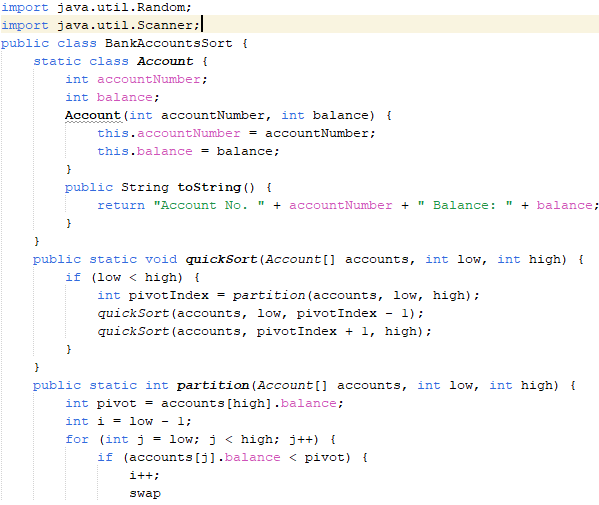 import java.util.Random;
import java.util.Scanner;
public class BankAccountsSort {
    static class Account {
        int accountNumber;
        int balance;
        Account(int accountNumber, int balance) {
            this.accountNumber = accountNumber;
            this.balance = balance;
        }
        public String toString() {
            return "Account No. " + accountNumber + " Balance: " + balance;
        }
    }
    public static void quickSort(Account[] accounts, int low, int high) {
        if (low < high) {
            int pivotIndex = partition(accounts, low, high);
            quickSort(accounts, low, pivotIndex - 1);
            quickSort(accounts, pivotIndex + 1, high);
        }
    }
    public static int partition(Account[] accounts, int low, int high) {
        int pivot = accounts[high].balance;
        int i = low - 1;
        for (int j = low; j < high; j++) {
            if (accounts[j].balance < pivot) {
                i++;
                swap